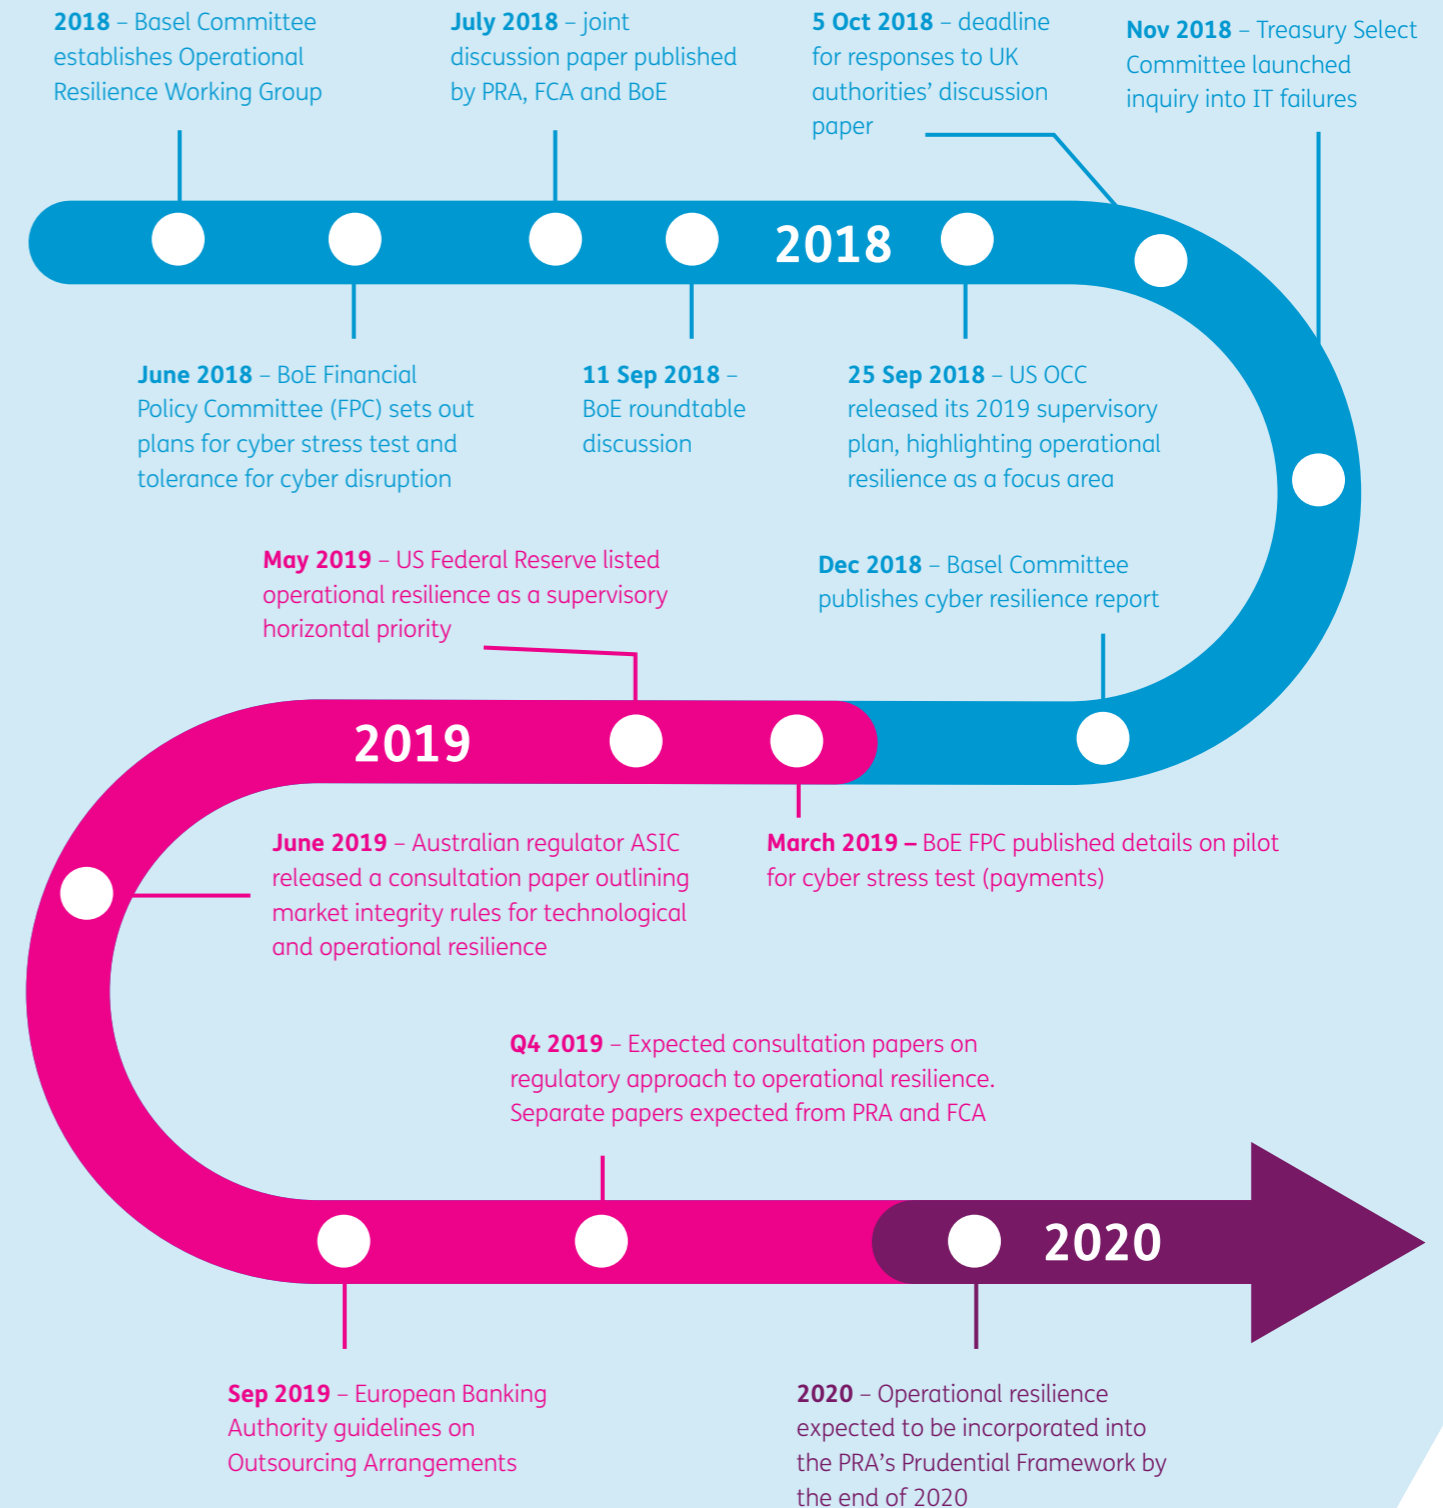 2018 – Basel Committee
establishes Operational
Resilience Working Group
July 2018 – joint
discussion paper published
by PRA, FCA and BoE
5 Oct 2018 – deadline
for responses to UK
authorities’ discussion
paper
Nov 2018 – Treasury Select
Committee launched
inquiry into IT failures
2018
June 2018 – BoE Financial
Policy Committee (FPC) sets out
plans for cyber stress test and
tolerance for cyber disruption
11 Sep 2018 –
BoE roundtable
discussion
25 Sep 2018 – US OCC
released its 2019 supervisory
plan, highlighting operational
resilience as a focus area
May 2019 – US Federal Reserve listed
operational resilience as a supervisory
horizontal priority
Dec 2018 – Basel Committee
publishes cyber resilience report
2019
June 2019 – Australian regulator ASIC
released a consultation paper outlining
market integrity rules for technological
and operational resilience
March 2019 – BoE FPC published details on pilot
for cyber stress test (payments)
Q4 2019 – Expected consultation papers on
regulatory approach to operational resilience.
Separate papers expected from PRA and FCA
2020
Sep 2019 – European Banking
Authority guidelines on
Outsourcing Arrangements
2020 – Operational resilience
expected to be incorporated into
the PRA’s Prudential Framework by
the end of 2020